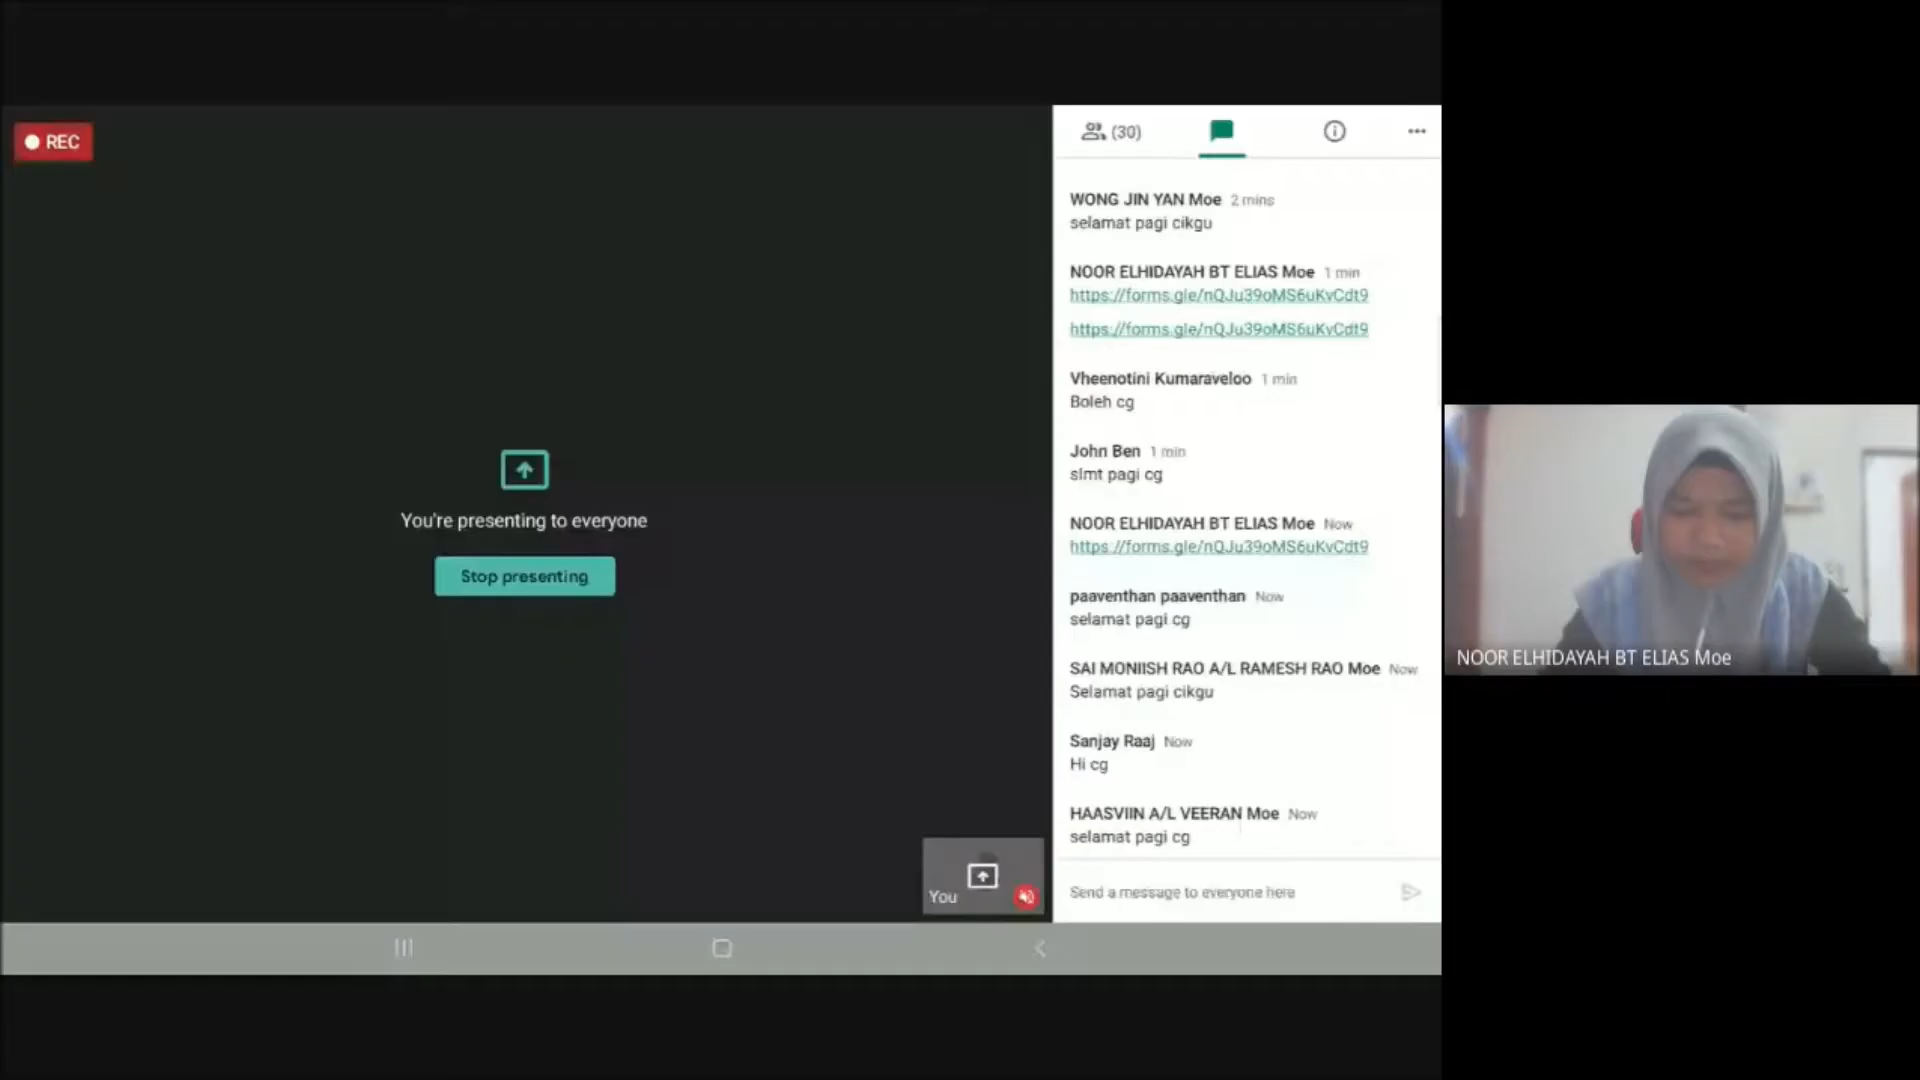 REC
You're presenting to everyone
Stop presenting
You
(30)
WONG JIN YAN Moe 2 mins
selamat pagi cikgu
NOOR ELHIDAYAH BT ELIAS Moe 1 min
https://forms.gle/nQJu39oMS6uKvCdt9
https://forms.gle/nQJu39oMS6uKvCdt9
Vheenotini Kumaraveloo 1 min
Boleh cg
John Ben 1 min
slmt pagi cg
NOOR ELHIDAYAH BT ELIAS Moe Now
https://forms.gle/nQJu39oMS6uKvCdt9
paaventhan paaventhan Now
selamat pagi cg
SAI MONIISH RAO A/L RAMESH RAO Moe Now
Selamat pagi cikgu
Sanjay Raaj Now
Hi cg
HAASVIIN A/L VEERAN Moe Now
selamat pagi cg
Send a message to everyone here
NOOR ELHIDAYAH BT ELIAS Moe